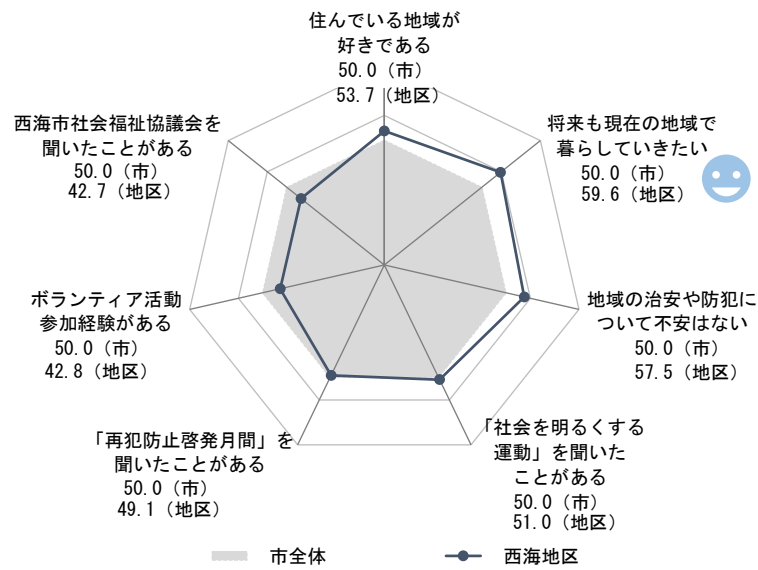 住んでいる地域が
好きである
50.0（市）
53.7（地区）
将来も現在の地域で
暮らしていきたい
50.0（市）
59.6（地区）
地域の治安や防犯に
ついて不安はない
50.0（市）
57.5（地区）
「社会を明るくする
運動」を聞いた
ことがある
50.0（市）
51.0（地区）
「再犯防止啓発月間」を
聞いたことがある
50.0（市）
49.1（地区）
ボランティア活動
参加経験がある
50.0（市）
42.8（地区）
西海市社会福祉協議会を
聞いたことがある
50.0（市）
42.7（地区）
市全体
西海地区